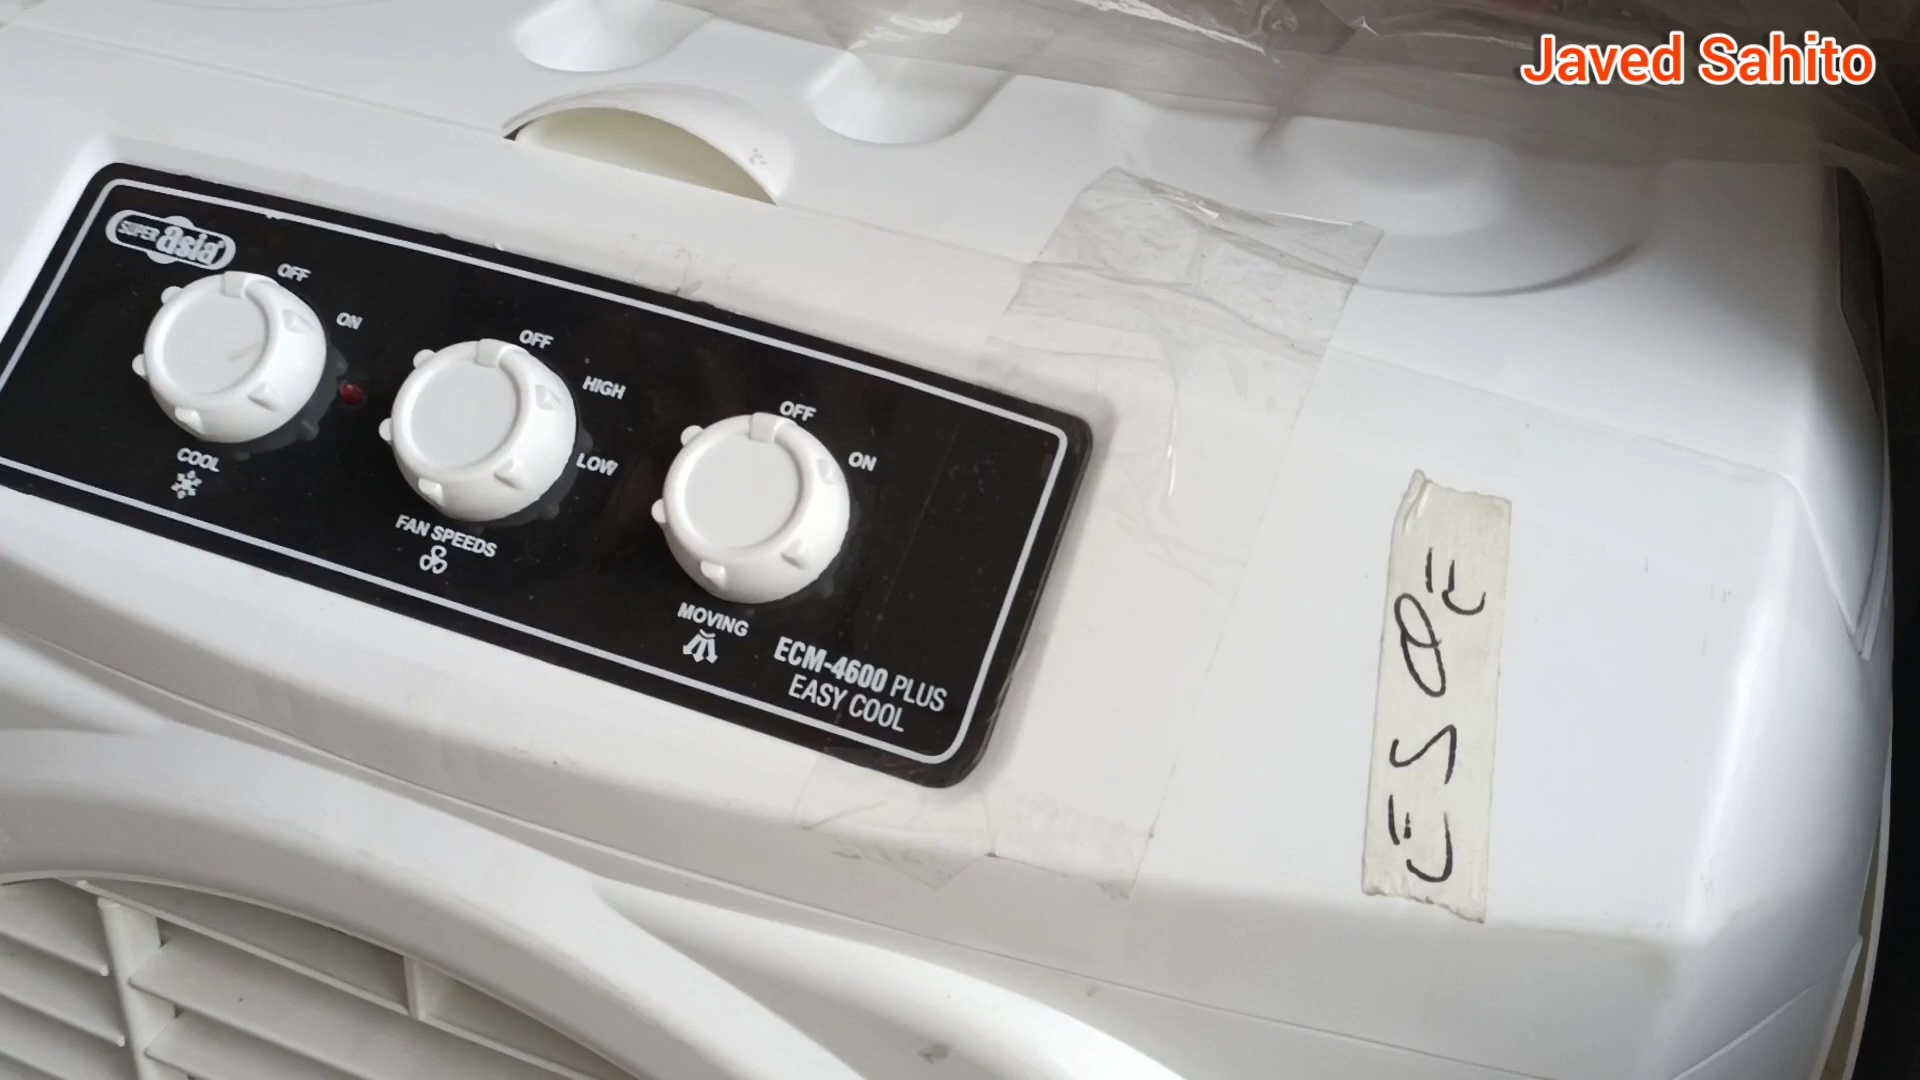 Javed Sahito
SUPER asia
OFF
ON
COOL
OFF
HIGH
LOW
FAN SPEEDS
OFF
ON
MOVING
ECM-4600 PLUS
EASY COOL